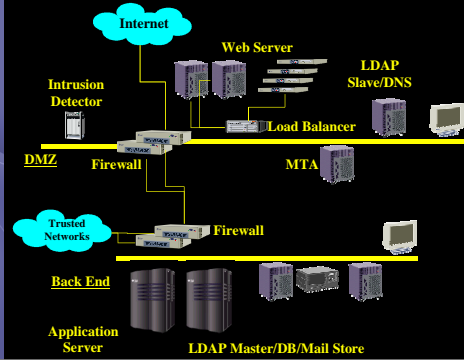 Internet
Web Server
LDAP
Slave/DNS
Intrusion
Detector
Load Balancer
DMZ
Firewall
MTA
Trusted
Networks
Firewall
Back End
Application
Server
LDAP Master/DB/Mail Store